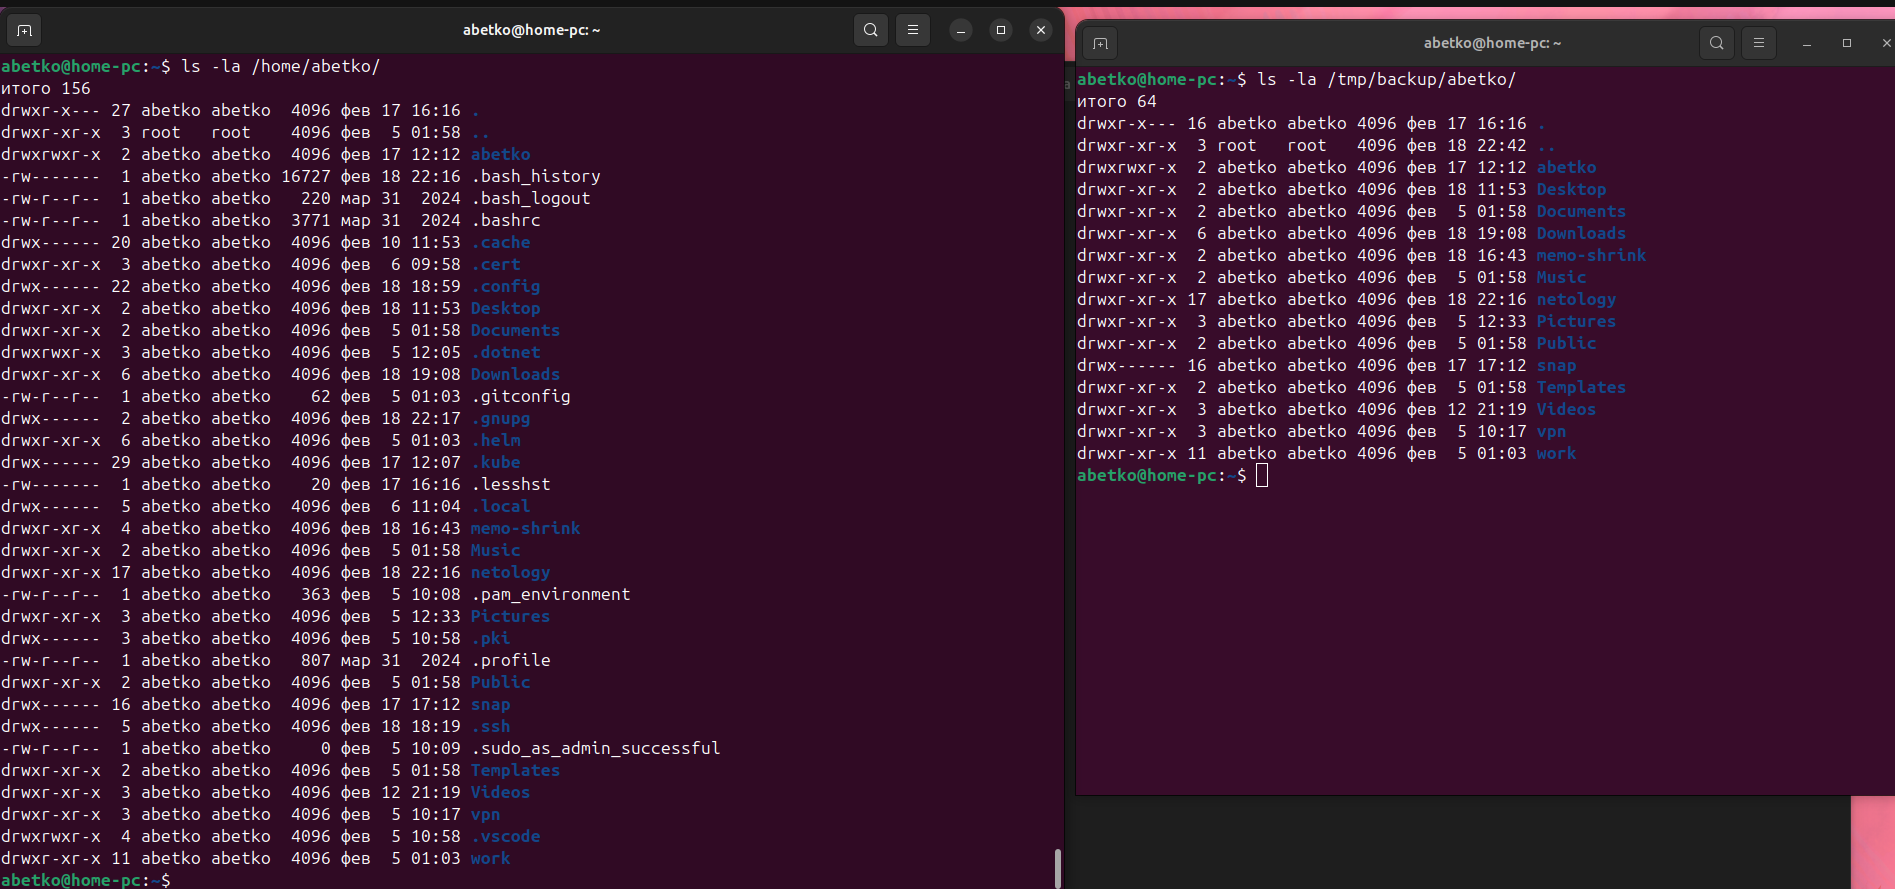 abetko@home-pc: ~
abetko@home-pc:~$ ls -la /home/abetko/
итого 156
drwxr-x--- 27 abetko abetko  4096 фев 17 16:16 .
drwxr-xr-x  3 root   root    4096 фев  5 01:58 ..
drwxrwxr-x  2 abetko abetko  4096 фев 17 12:12 abetko
-rw-------  1 abetko abetko 16727 фев 18 22:16 .bash_history
-rw-r--r--  1 abetko abetko   220 мар 31  2024 .bash_logout
-rw-r--r--  1 abetko abetko  3771 мар 31  2024 .bashrc
drwx------ 20 abetko abetko  4096 фев 10 11:53 .cache
drwxr-xr-x  3 abetko abetko  4096 фев  6 09:58 .cert
drwx------ 22 abetko abetko  4096 фев 18 18:59 .config
drwxr-xr-x  2 abetko abetko  4096 фев 18 11:53 Desktop
drwxr-xr-x  2 abetko abetko  4096 фев  5 01:58 Documents
drwxrwxr-x  3 abetko abetko  4096 фев  5 12:05 .dotnet
drwxr-xr-x  6 abetko abetko  4096 фев 18 19:08 Downloads
-rw-r--r--  1 abetko abetko    62 фев  5 01:03 .gitconfig
drwx------  2 abetko abetko  4096 фев 18 22:17 .gnupg
drwxr-xr-x  6 abetko abetko  4096 фев  5 01:03 .helm
drwx------ 29 abetko abetko  4096 фев 17 12:07 .kube
-rw-------  1 abetko abetko    20 фев 17 16:16 .lesshst
drwx------  5 abetko abetko  4096 фев  6 11:04 .local
drwxr-xr-x  4 abetko abetko  4096 фев 18 16:43 memo-shrink
drwxr-xr-x  2 abetko abetko  4096 фев  5 01:58 Music
drwxr-xr-x 17 abetko abetko  4096 фев 18 22:16 netology
-rw-r--r--  1 abetko abetko   363 фев  5 10:08 .pam_environment
drwxr-xr-x  3 abetko abetko  4096 фев  5 12:33 Pictures
drwx------  3 abetko abetko  4096 фев  5 10:58 .pki
-rw-r--r--  1 abetko abetko   807 мар 31  2024 .profile
drwxr-xr-x  2 abetko abetko  4096 фев  5 01:58 Public
drwx------ 16 abetko abetko  4096 фев 17 17:12 snap
drwx------  5 abetko abetko  4096 фев 18 18:19 .ssh
-rw-r--r--  1 abetko abetko     0 фев  5 10:09 .sudo_as_admin_successful
drwxr-xr-x  2 abetko abetko  4096 фев  5 01:58 Templates
drwxr-xr-x  3 abetko abetko  4096 фев 12 21:19 Videos
drwxr-xr-x  3 abetko abetko  4096 фев  5 10:17 vpn
drwxrwxr-x  4 abetko abetko  4096 фев  5 10:58 .vscode
drwxr-xr-x 11 abetko abetko  4096 фев  5 01:03 work
abetko@home-pc:~$
abetko@home-pc: ~
abetko@home-pc:~$ ls -la /tmp/backup/abetko/
итого 64
drwxr-x--- 16 abetko abetko 4096 фев 17 16:16 .
drwxr-xr-x  3 root   root   4096 фев 18 22:42 ..
drwxrwxr-x  2 abetko abetko 4096 фев 17 12:12 abetko
drwxr-xr-x  2 abetko abetko 4096 фев 18 11:53 Desktop
drwxr-xr-x  2 abetko abetko 4096 фев  5 01:58 Documents
drwxr-xr-x  6 abetko abetko 4096 фев 18 19:08 Downloads
drwxr-xr-x  2 abetko abetko 4096 фев 18 16:43 memo-shrink
drwxr-xr-x  2 abetko abetko 4096 фев  5 01:58 Music
drwxr-xr-x 17 abetko abetko 4096 фев 18 22:16 netology
drwxr-xr-x  3 abetko abetko 4096 фев  5 12:33 Pictures
drwxr-xr-x  2 abetko abetko 4096 фев  5 01:58 Public
drwx------ 16 abetko abetko 4096 фев 17 17:12 snap
drwxr-xr-x  2 abetko abetko 4096 фев  5 01:58 Templates
drwxr-xr-x  3 abetko abetko 4096 фев 12 21:19 Videos
drwxr-xr-x  3 abetko abetko 4096 фев  5 10:17 vpn
drwxr-xr-x 11 abetko abetko 4096 фев  5 01:03 work
abetko@home-pc:~$